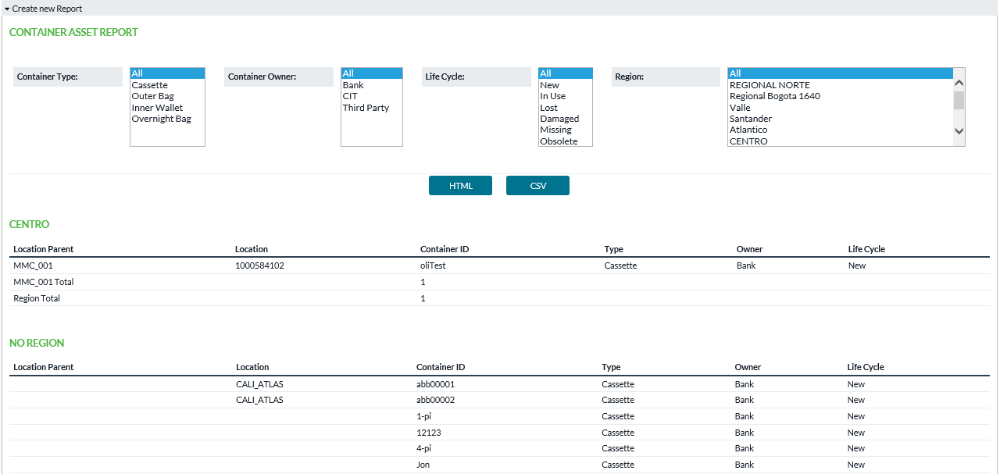 Create new Report
CONTAINER ASSET REPORT
Container Type:
All
Cassette
Outer Bag
Inner Wallet
Overnight Bag
Container Owner:
All
Bank
CIT
Third Party
Life Cycle:
All
New
In Use
Lost
Damaged
Missing
Obsolete
Region:
All
REGIONAL NORTE
Regional Bogota 1640
Valle
Santander
Atlantico
CENTRO
HTML CSV
CENTRO
Location Parent Location Container ID Type Owner Life Cycle
MMC_001 1000584102 oliTest Cassette Bank New
MMC_001 Total 1
Region Total 1
NO REGION
Location Parent Location Container ID Type Owner Life Cycle
CALI_ATLAS abb00001 Cassette Bank New
CALI_ATLAS abb00002 Cassette Bank New
1-pi Cassette Bank New
12123 Cassette Bank New
4-pi Cassette Bank New
Jon Cassette Bank New